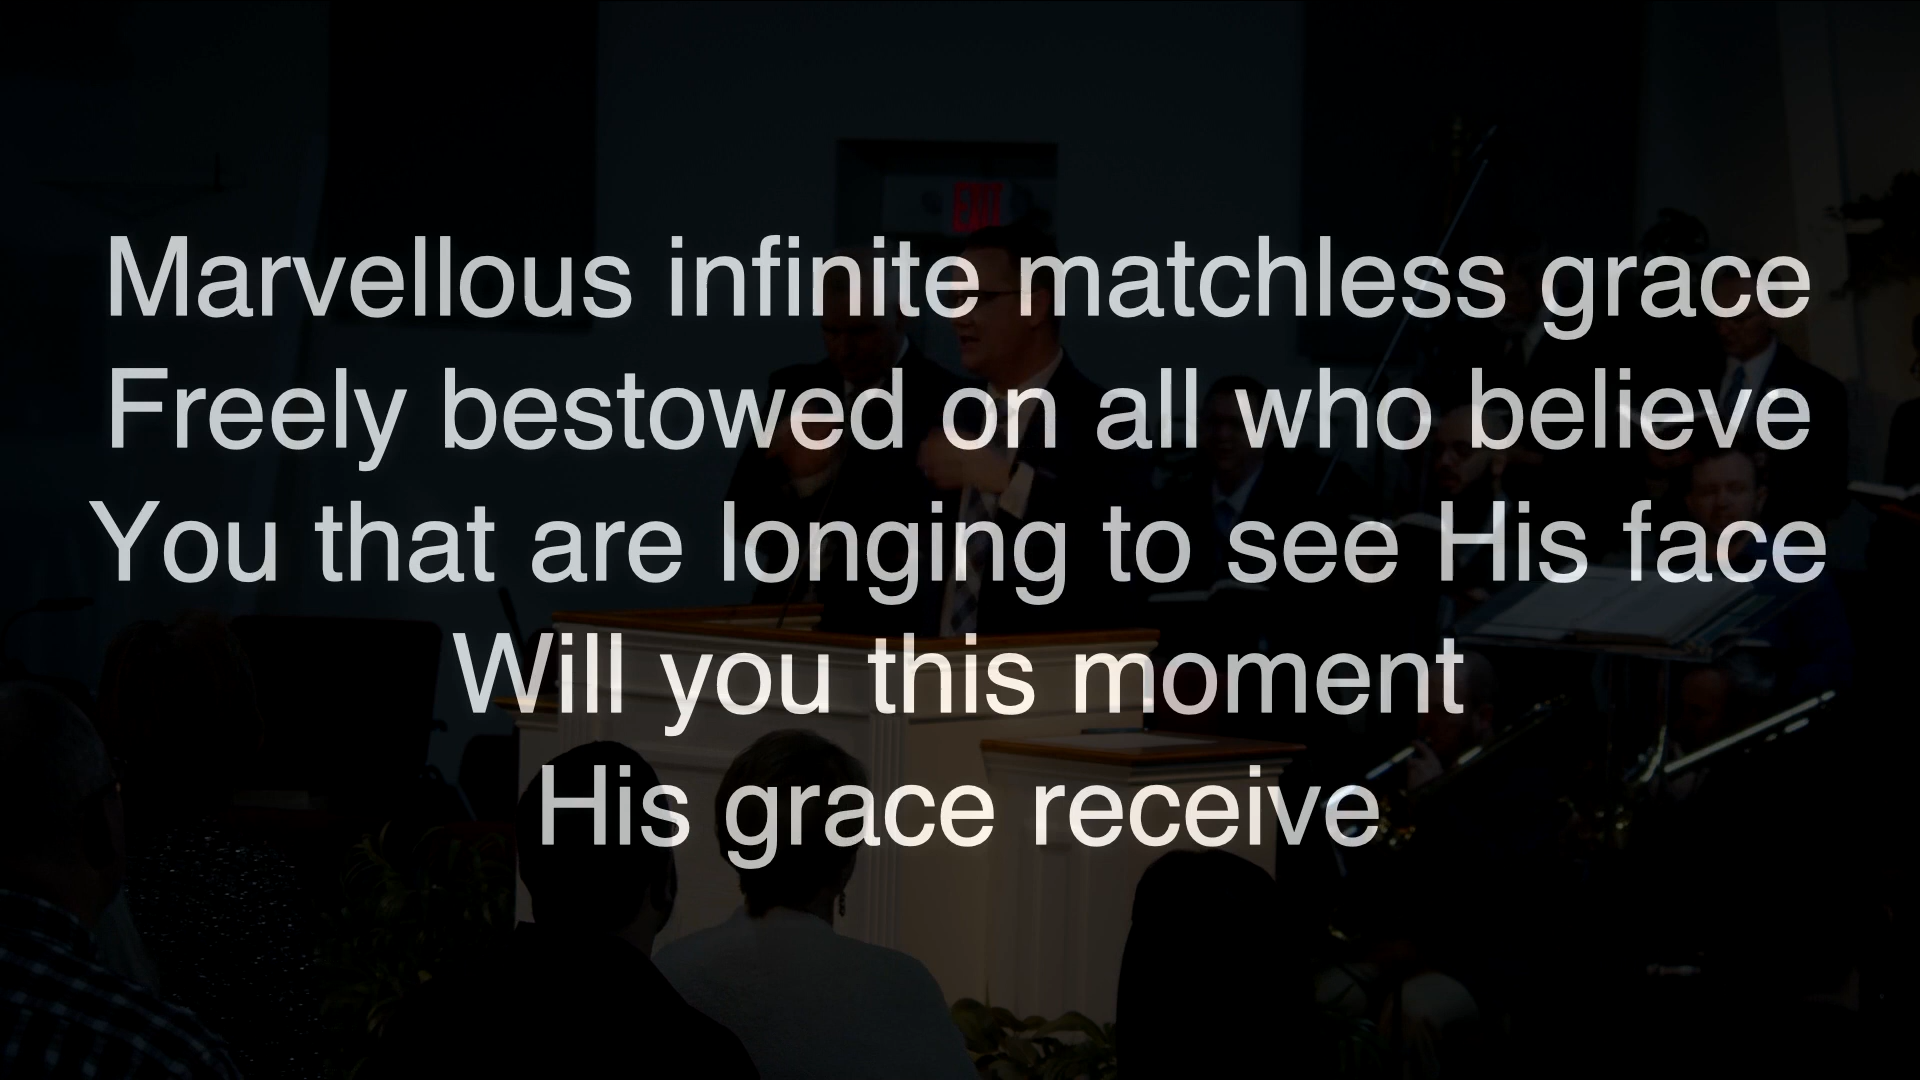 EXIT
Marvellous infinite matchless grace
Freely bestowed on all who believe
You that are longing to see His face
Will you this moment
His grace receive